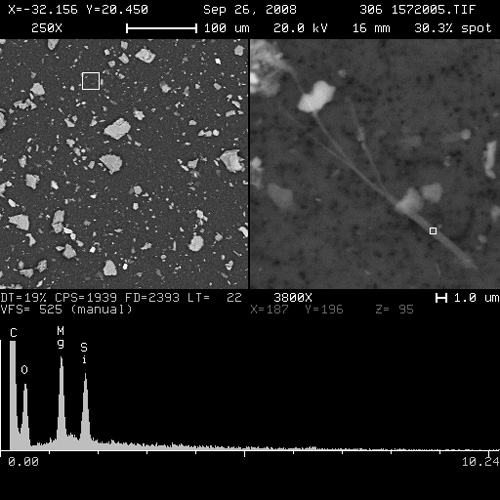 X=-32.156 Y=20.450 Sep 26, 2008 306 1572005.TIF
250X 100 um 20.0 kV 16 mm 30.3% spot
DT=19% CPS=1939 FD=2393 LT= 22 3800X 1.0 um
VFS= 525 (manual) X=187 Y=196 Z= 95
C
O
Mg
Si
0.00 10.24